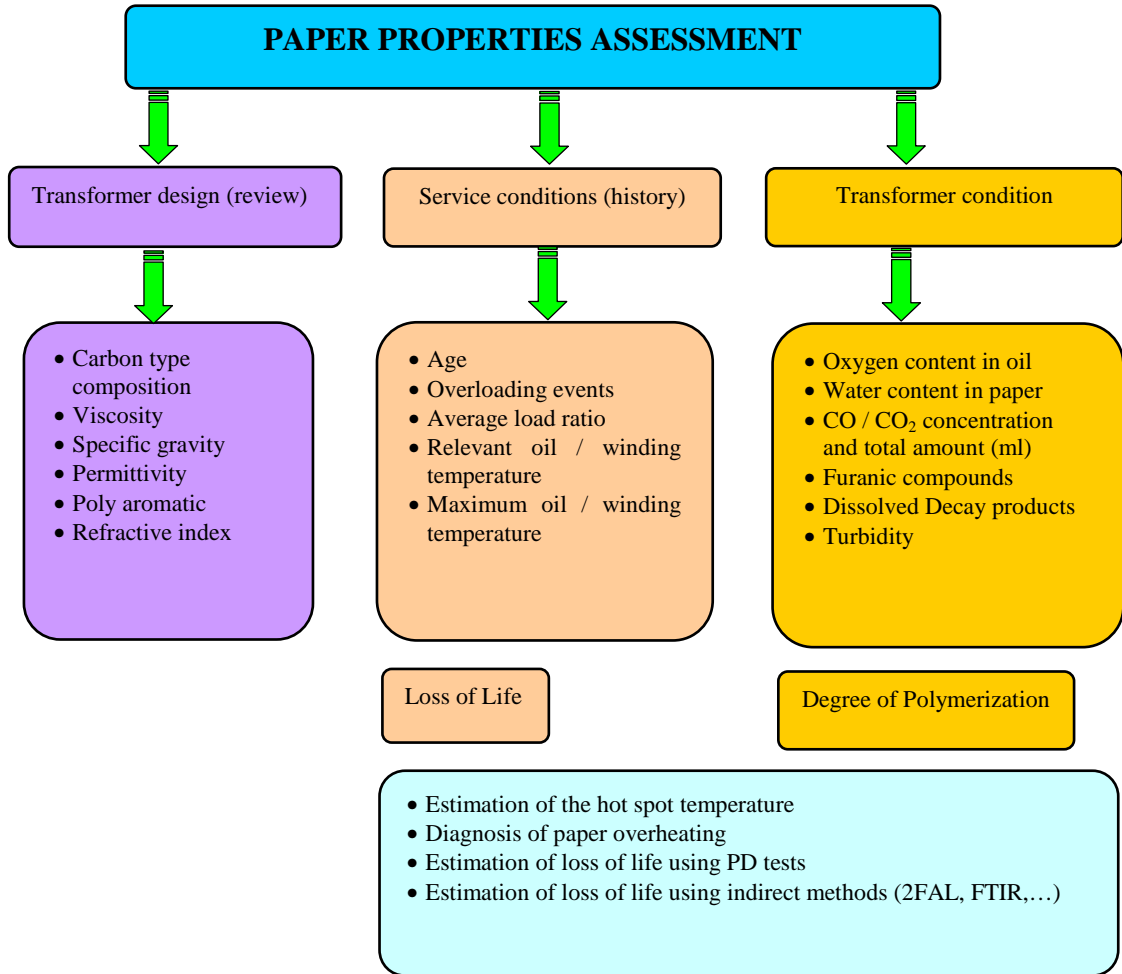 PAPER PROPERTIES ASSESSMENT
Transformer design (review)
Service conditions (history)
Transformer condition
• Carbon type
composition
• Viscosity
• Specific gravity
• Permittivity
• Poly aromatic
• Refractive index
• Age
• Overloading events
• Average load ratio
• Relevant oil / winding
temperature
• Maximum oil / winding
temperature
• Oxygen content in oil
• Water content in paper
• CO / CO₂ concentration
and total amount (ml)
• Furanic compounds
• Dissolved Decay products
• Turbidity
Loss of Life
Degree of Polymerization
• Estimation of the hot spot temperature
• Diagnosis of paper overheating
• Estimation of loss of life using PD tests
• Estimation of loss of life using indirect methods (2FAL, FTIR,…)